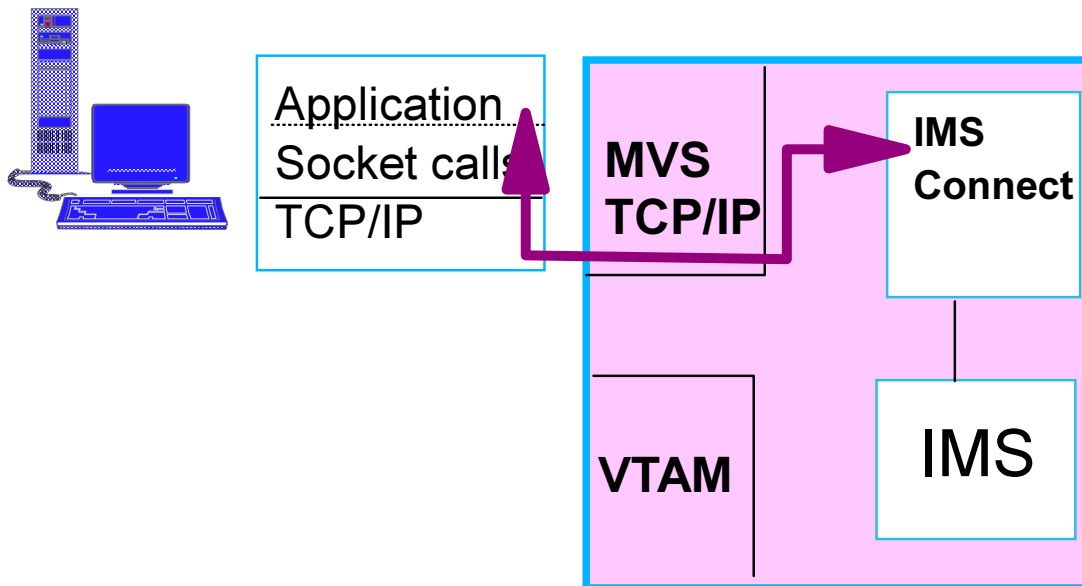 Application
Socket calls
TCP/IP
MVS
TCP/IP
IMS
Connect
VTAM
IMS